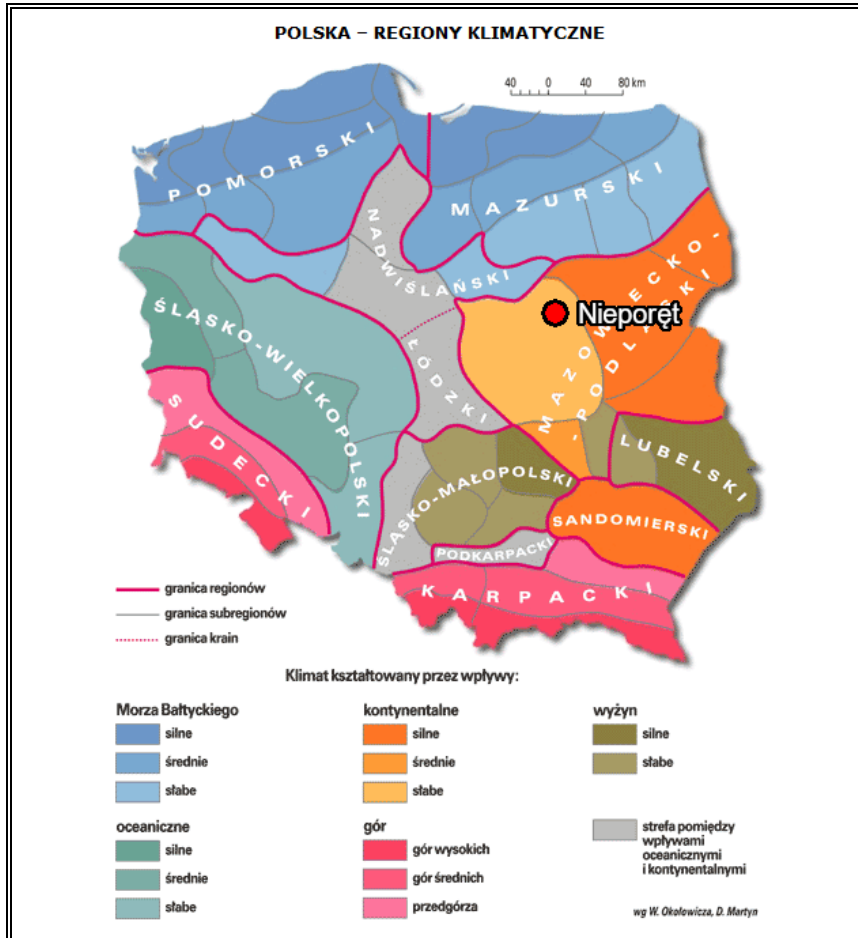 POLSKA – REGIONY KLIMATYCZNE
40 0 40 80 km
POMORSKI
MAZURSKI
NADWIŚLAŃSKI
MAZOWIECKO-
-PODLASKI
Nieporęt
ŚLĄSKO-WIELKOPOLSKI
ŁÓDZKI
SUDECKI
LUBELSKI
ŚLĄSKO-MAŁOPOLSKI
SANDOMIERSKI
PODKARPACKI
KARPACKI
granica regionów
granica subregionów
granica krain
Klimat kształtowany przez wpływy:
Morza Bałtyckiego
silne
średnie
słabe
kontynentalne
silne
średnie
słabe
wyżyn
silne
słabe
oceaniczne
silne
średnie
słabe
gór
gór wysokich
gór średnich
przedgórza
strefa pomiędzy
wpływami
oceanicznymi
i kontynentalnymi
wg W. Okołowicza, D. Martyn